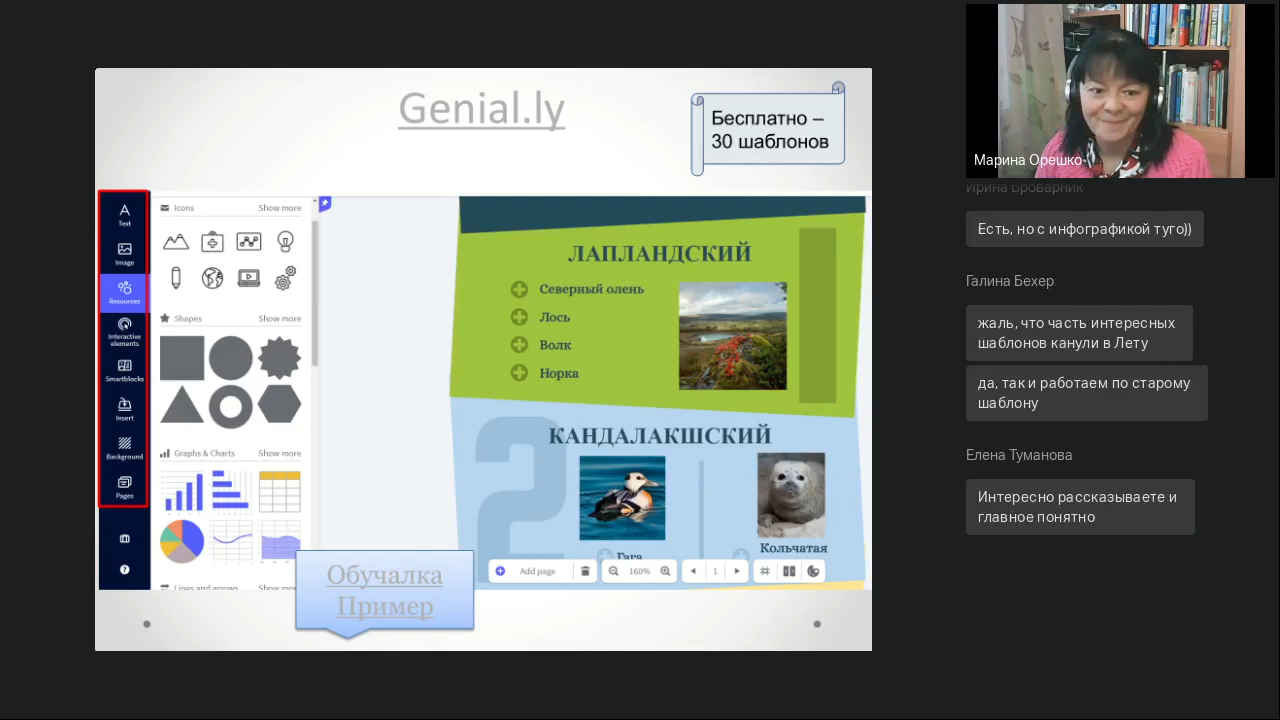 Genial.ly
Бесплатно –
30 шаблонов
Text
Image
Resources
Interactive
elements
Smartblocks
Insert
Background
Pages
Icons Show more
Shapes Show more
Graphs & Charts Show more
Lines and arrows Show more
ЛАПЛАНДСКИЙ
Северный олень
Лось
Волк
Норка
2
КАНДАЛАКШСКИЙ
Гага
Кольчатая
Add page 160% 1
Обучалка
Пример
Марина Орешко
Ирина Броварник
Есть, но с инфографикой туго))
Галина Бехер
жаль, что часть интересных
шаблонов канули в Лету
да, так и работаем по старому
шаблону
Елена Туманова
Интересно рассказываете и
главное понятно